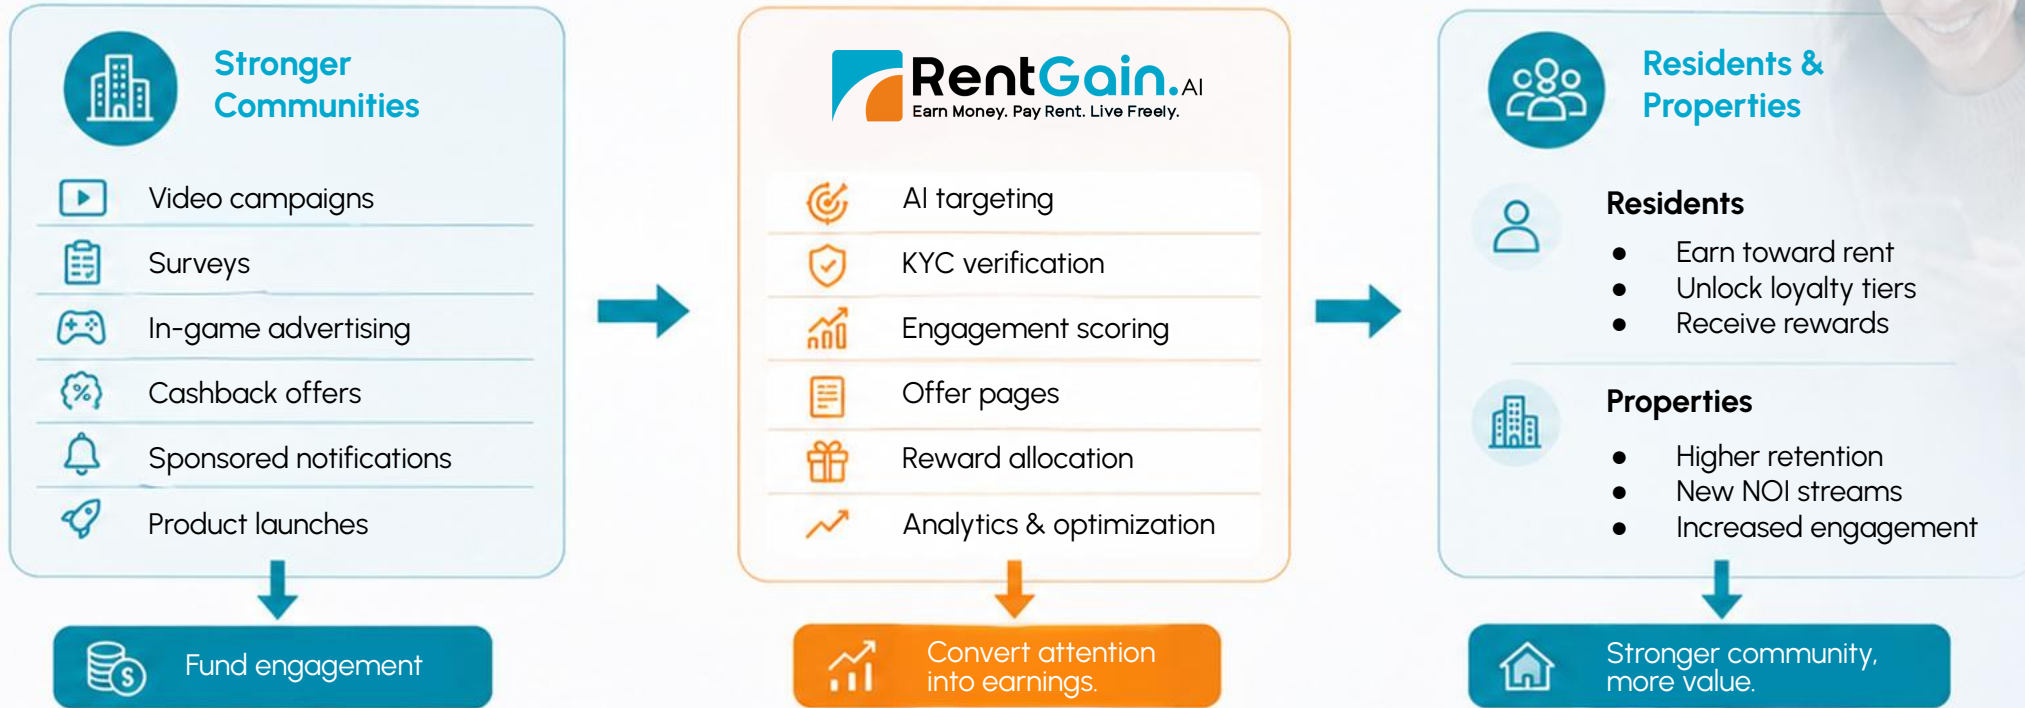 Stronger
Communities
Video campaigns
Surveys
In-game advertising
Cashback offers
Sponsored notifications
Product launches
Fund engagement
RentGain.AI
Earn Money. Pay Rent. Live Freely.
AI targeting
KYC verification
Engagement scoring
Offer pages
Reward allocation
Analytics & optimization
Convert attention
into earnings.
Residents &
Properties
Residents
● Earn toward rent
● Unlock loyalty tiers
● Receive rewards
Properties
● Higher retention
● New NOI streams
● Increased engagement
Stronger community,
more value.